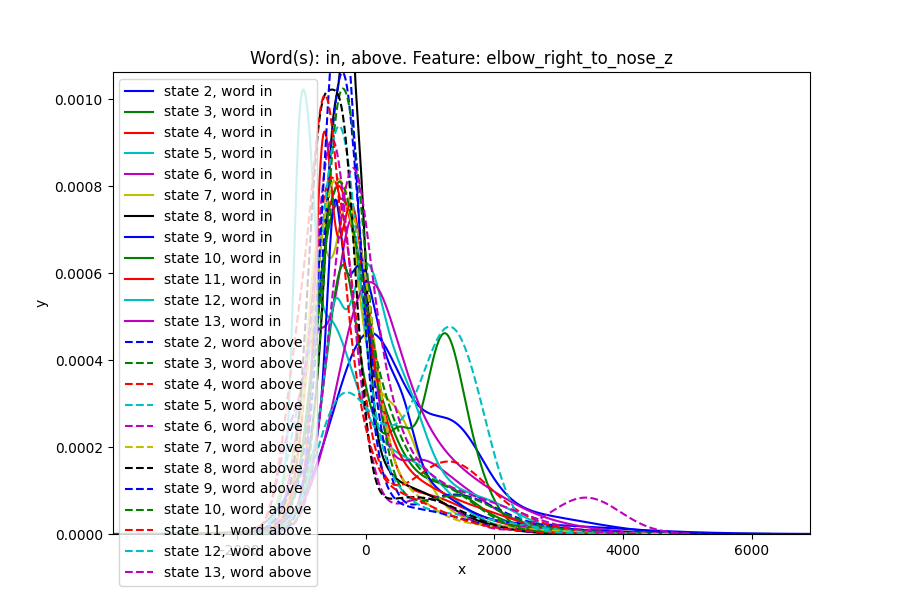 Word(s): in, above. Feature: elbow_right_to_nose_z
y
0.0010
0.0008
0.0006
0.0004
0.0002
0.0000
state 2, word in
state 3, word in
state 4, word in
state 5, word in
state 6, word in
state 7, word in
state 8, word in
state 9, word in
state 10, word in
state 11, word in
state 12, word in
state 13, word in
state 2, word above
state 3, word above
state 4, word above
state 5, word above
state 6, word above
state 7, word above
state 8, word above
state 9, word above
state 10, word above
state 11, word above
state 12, word above
state 13, word above
−2000 0 2000 4000 6000
x